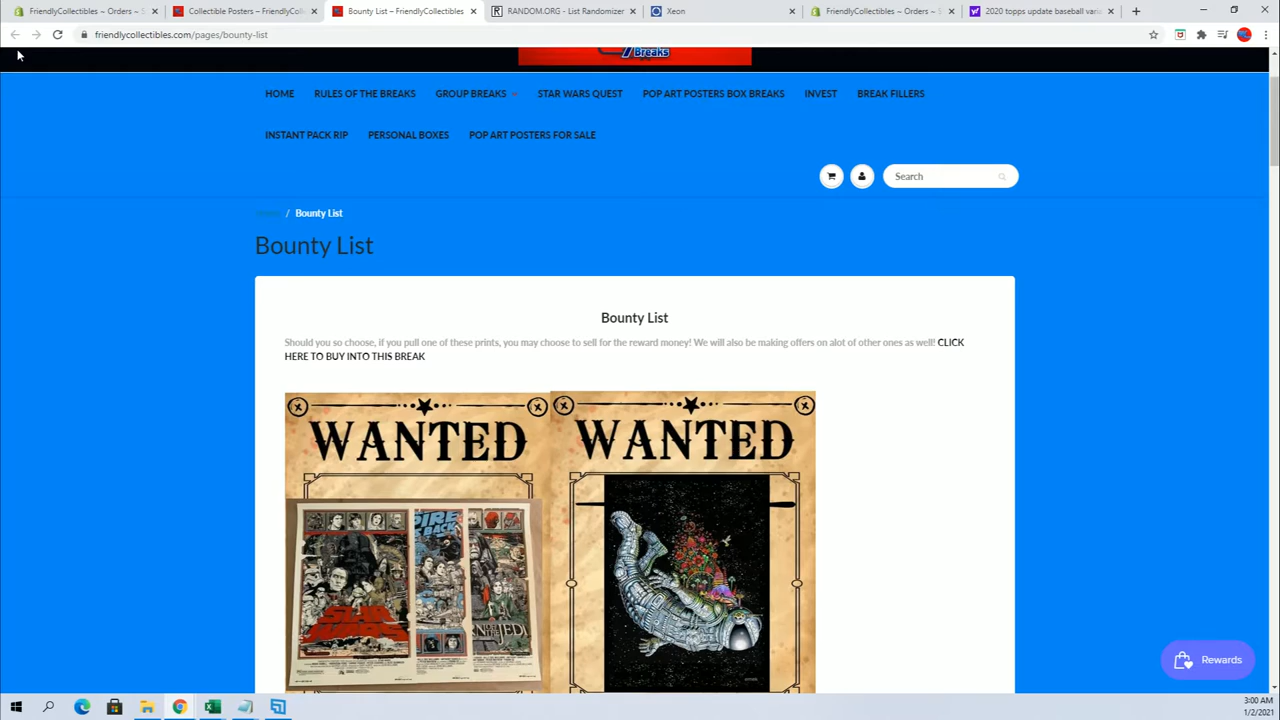 FriendlyCollectibles ~ Orders ~ S
Collectible Posters – FriendlyColl
Bounty List – FriendlyCollectibles
RANDOM.ORG - List Randomizer
Xeon
FriendlyCollectibles ~ Orders ~ S
2020 topps update baseball varia
friendlycollectibles.com/pages/bounty-list
Breaks
HOME
RULES OF THE BREAKS
GROUP BREAKS
STAR WARS QUEST
POP ART POSTERS BOX BREAKS
INVEST
BREAK FILLERS
INSTANT PACK RIP
PERSONAL BOXES
POP ART POSTERS FOR SALE
Search
Home / Bounty List
Bounty List
Bounty List
Should you so choose, if you pull one of these prints, you may choose to sell for the reward money! We will also be making offers on alot of other ones as well! CLICK
HERE TO BUY INTO THIS BREAK
WANTED
WANTED
STAR
WARS
JEDI
Rewards
3:00 AM
1/2/2021